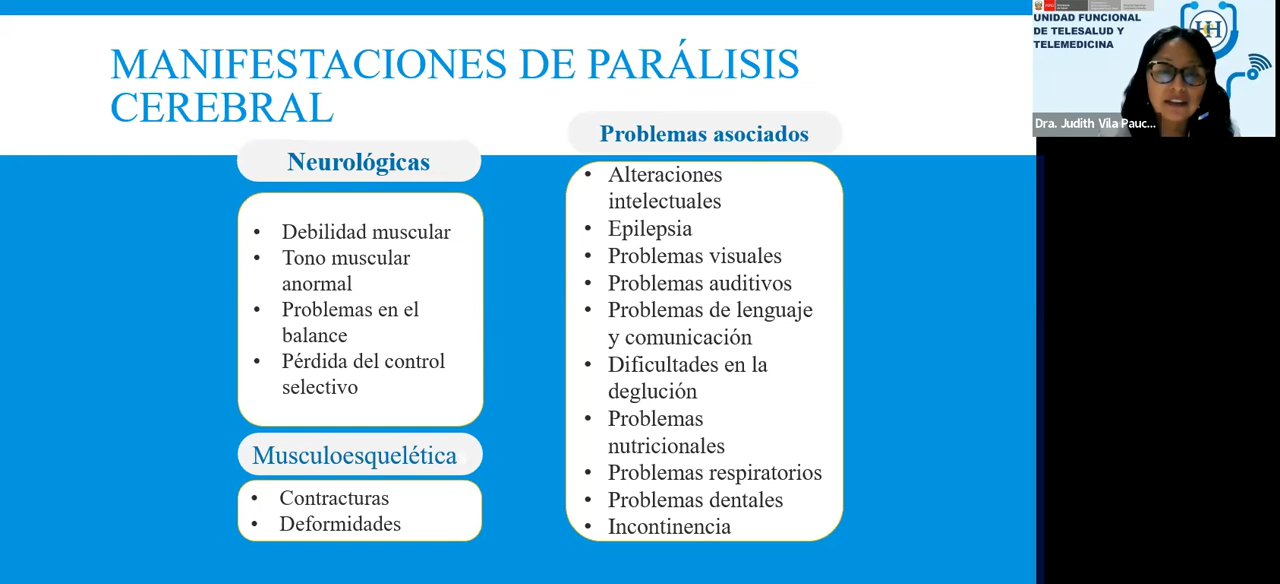 MANIFESTACIONES DE PARÁLISIS
CEREBRAL
Neurológicas
• Debilidad muscular
• Tono muscular
anormal
• Problemas en el
balance
• Pérdida del control
selectivo
Musculoesquelética
• Contracturas
• Deformidades
Problemas asociados
• Alteraciones
intelectuales
• Epilepsia
• Problemas visuales
• Problemas auditivos
• Problemas de lenguaje
y comunicación
• Dificultades en la
deglución
• Problemas
nutricionales
• Problemas respiratorios
• Problemas dentales
• Incontinencia
UNIDAD FUNCIONAL
DE TELESALUD Y
TELEMEDICINA
Dra. Judith Vila Pauc...